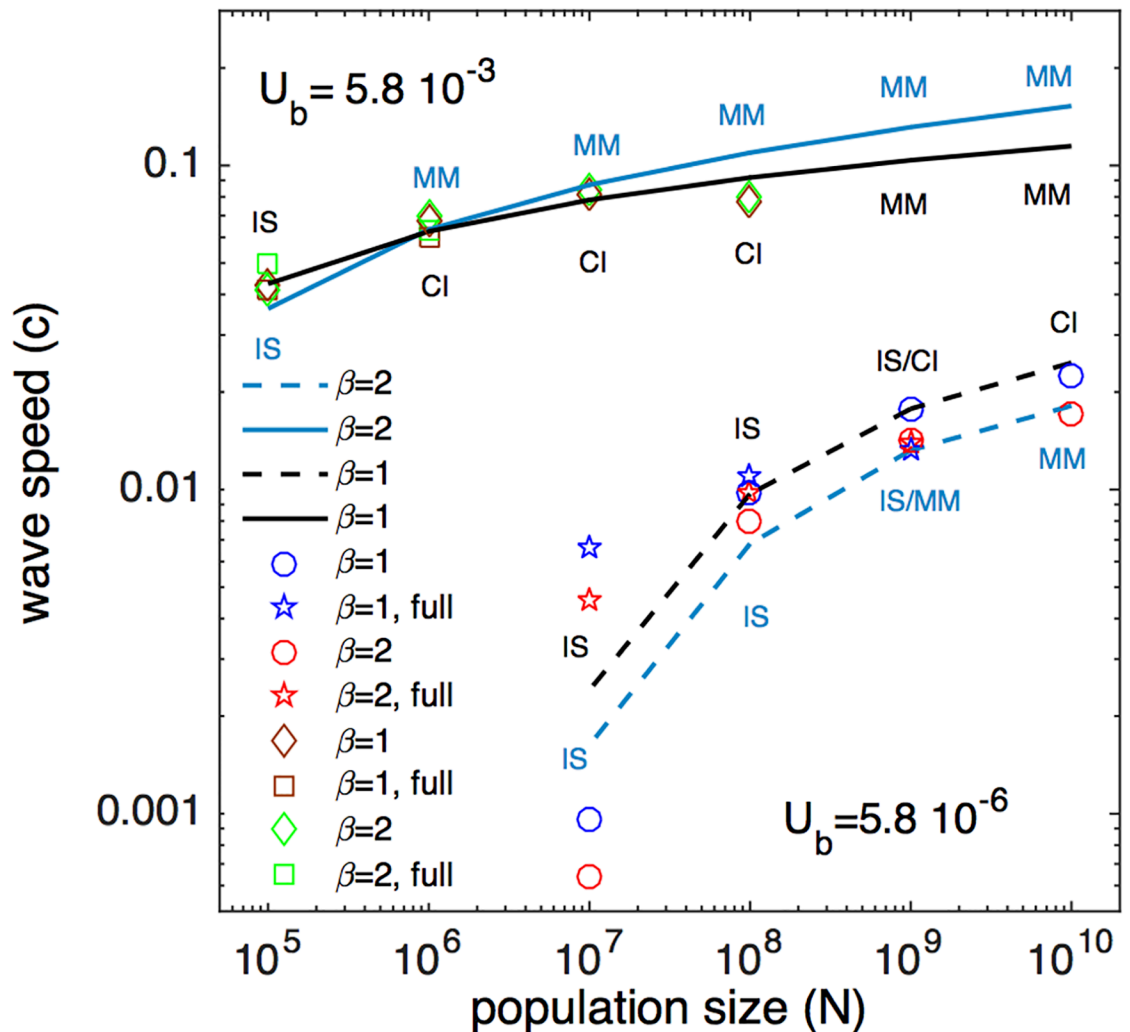 U_b = 5.8 10^-3
MM
MM
MM
MM
MM
0.1
IS
MM
MM
CI
CI
CI
IS
CI
IS/CI
β=2
β=2
IS
MM
β=1
0.01
IS/MM
β=1
β=1
IS
β=1, full
IS
β=2
β=2, full
β=1
IS
β=1, full
0.001
U_b=5.8 10^-6
β=2
β=2, full
10^5 10^6 10^7 10^8 10^9 10^10
population size (N)
wave speed (c)